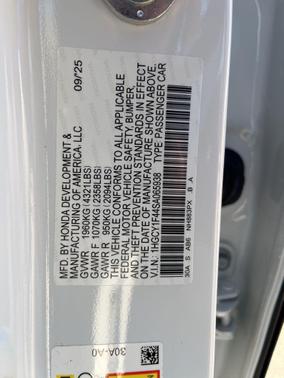 MFD. BY HONDA DEVELOPMENT & 09/'25
MANUFACTURING OF AMERICA, LLC
GVWR 1960KG (4321LBS)
GAWR F 1070KG (2358LBS)
GAWR R 950KG (2094LBS)
THIS VEHICLE CONFORMS TO ALL APPLICABLE
FEDERAL MOTOR VEHICLE SAFETY, BUMPER,
AND THEFT PREVENTION STANDARDS IN EFFECT
ON THE DATE OF MANUFACTURE SHOWN ABOVE.
V.I.N: 1HGCY1F44SA065938 TYPE: PASSENGER CAR
30A S AB6 NH883PX B A
30A-A0